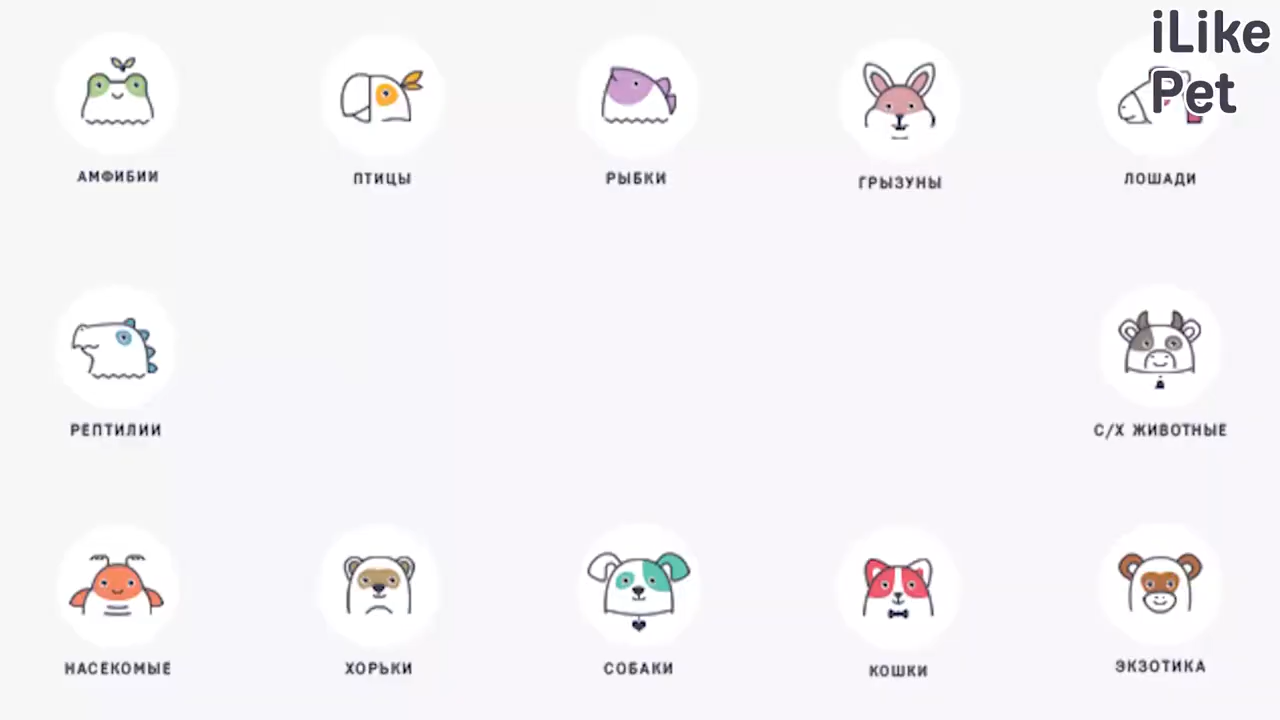 iLike
Pet
АМФИБИИ
ПТИЦЫ
РЫБКИ
ГРЫЗУНЫ
ЛОШАДИ
РЕПТИЛИИ
С/Х ЖИВОТНЫЕ
НАСЕКОМЫЕ
ХОРЬКИ
СОБАКИ
КОШКИ
ЭКЗОТИКА